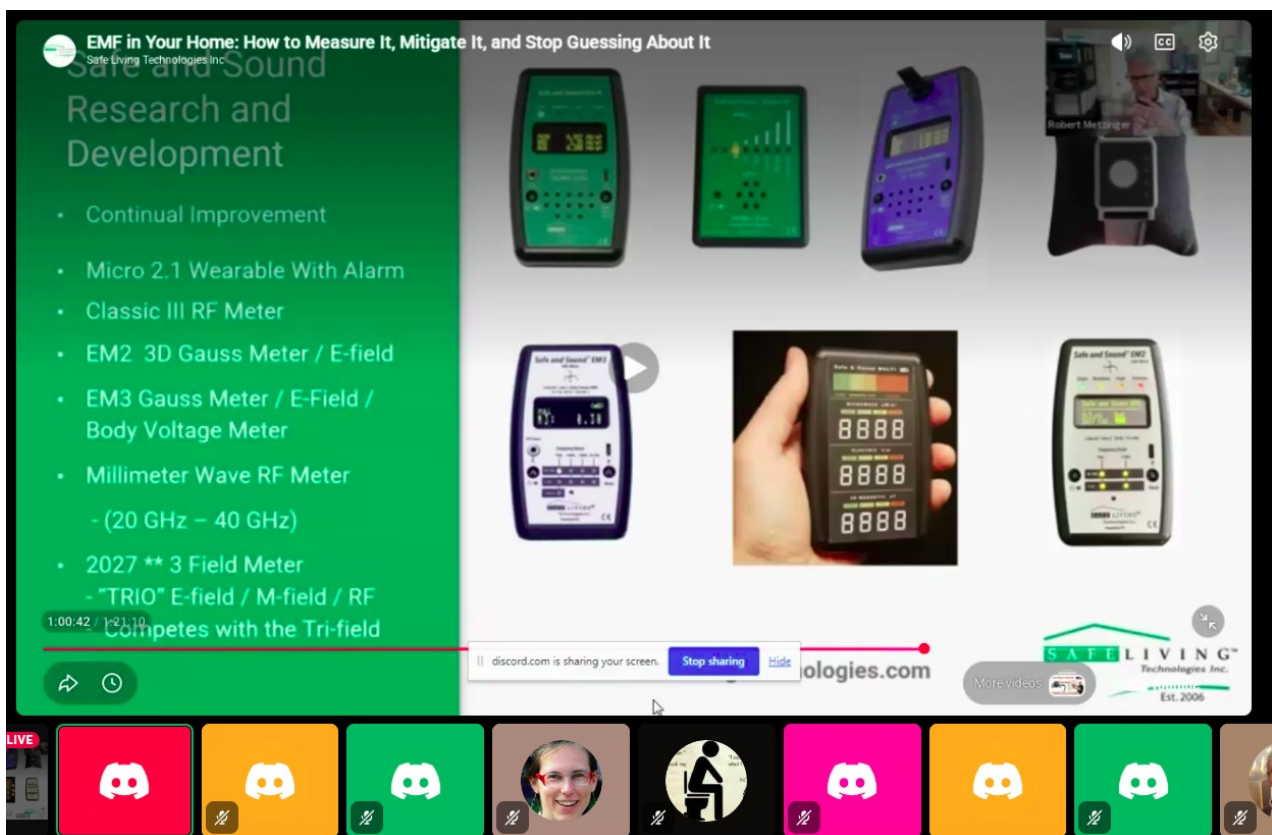 EMF in Your Home: How to Measure It, Mitigate It, and Stop Guessing About It
Safe Living Technologies Inc
CC
Safe and Sound
Research and
Development
• Continual Improvement
• Micro 2.1 Wearable With Alarm
• Classic III RF Meter
• EM2 3D Gauss Meter / E-field
• EM3 Gauss Meter / E-Field /
Body Voltage Meter
• Millimeter Wave RF Meter
- (20 GHz – 40 GHz)
• 2027 ** 3 Field Meter
- "TRIO" E-field / M-field / RF
- Competes with the Tri-field
1:00:42 / 1:21:10
Robert Metzinger
Safe and Sound EM3
8888
8888
8888
Safe and Sound EM2
discord.com is sharing your screen.
Stop sharing
Hide
ologies.com
More videos
SAFE LIVING™
Technologies Inc.
Est. 2006
LIVE